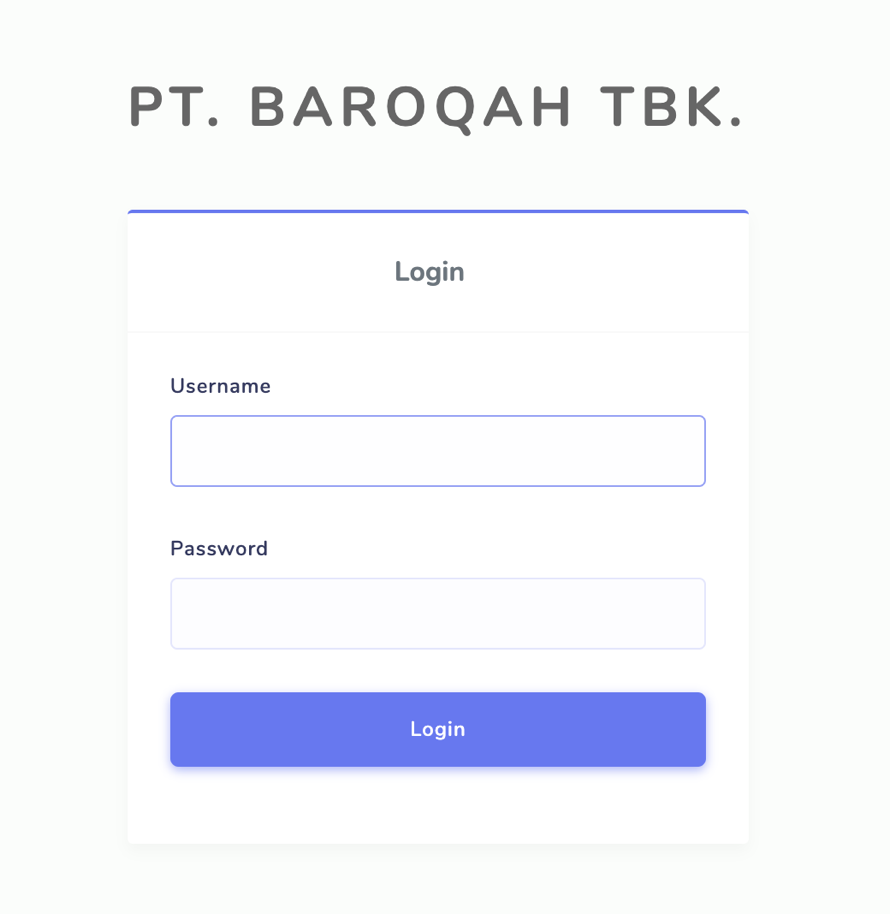 PT. BAROQAH TBK.
Login
Username
Password
Login